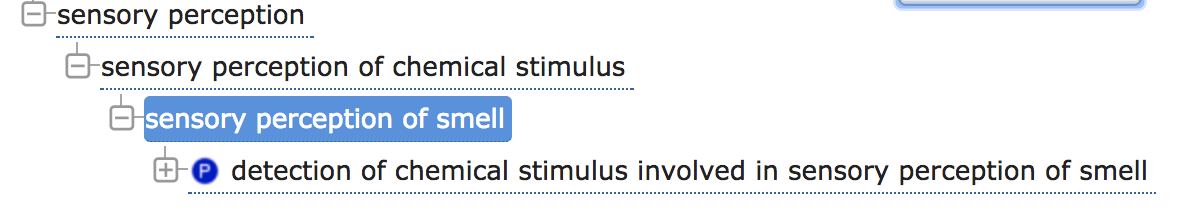 sensory perception
sensory perception of chemical stimulus
sensory perception of smell
P detection of chemical stimulus involved in sensory perception of smell